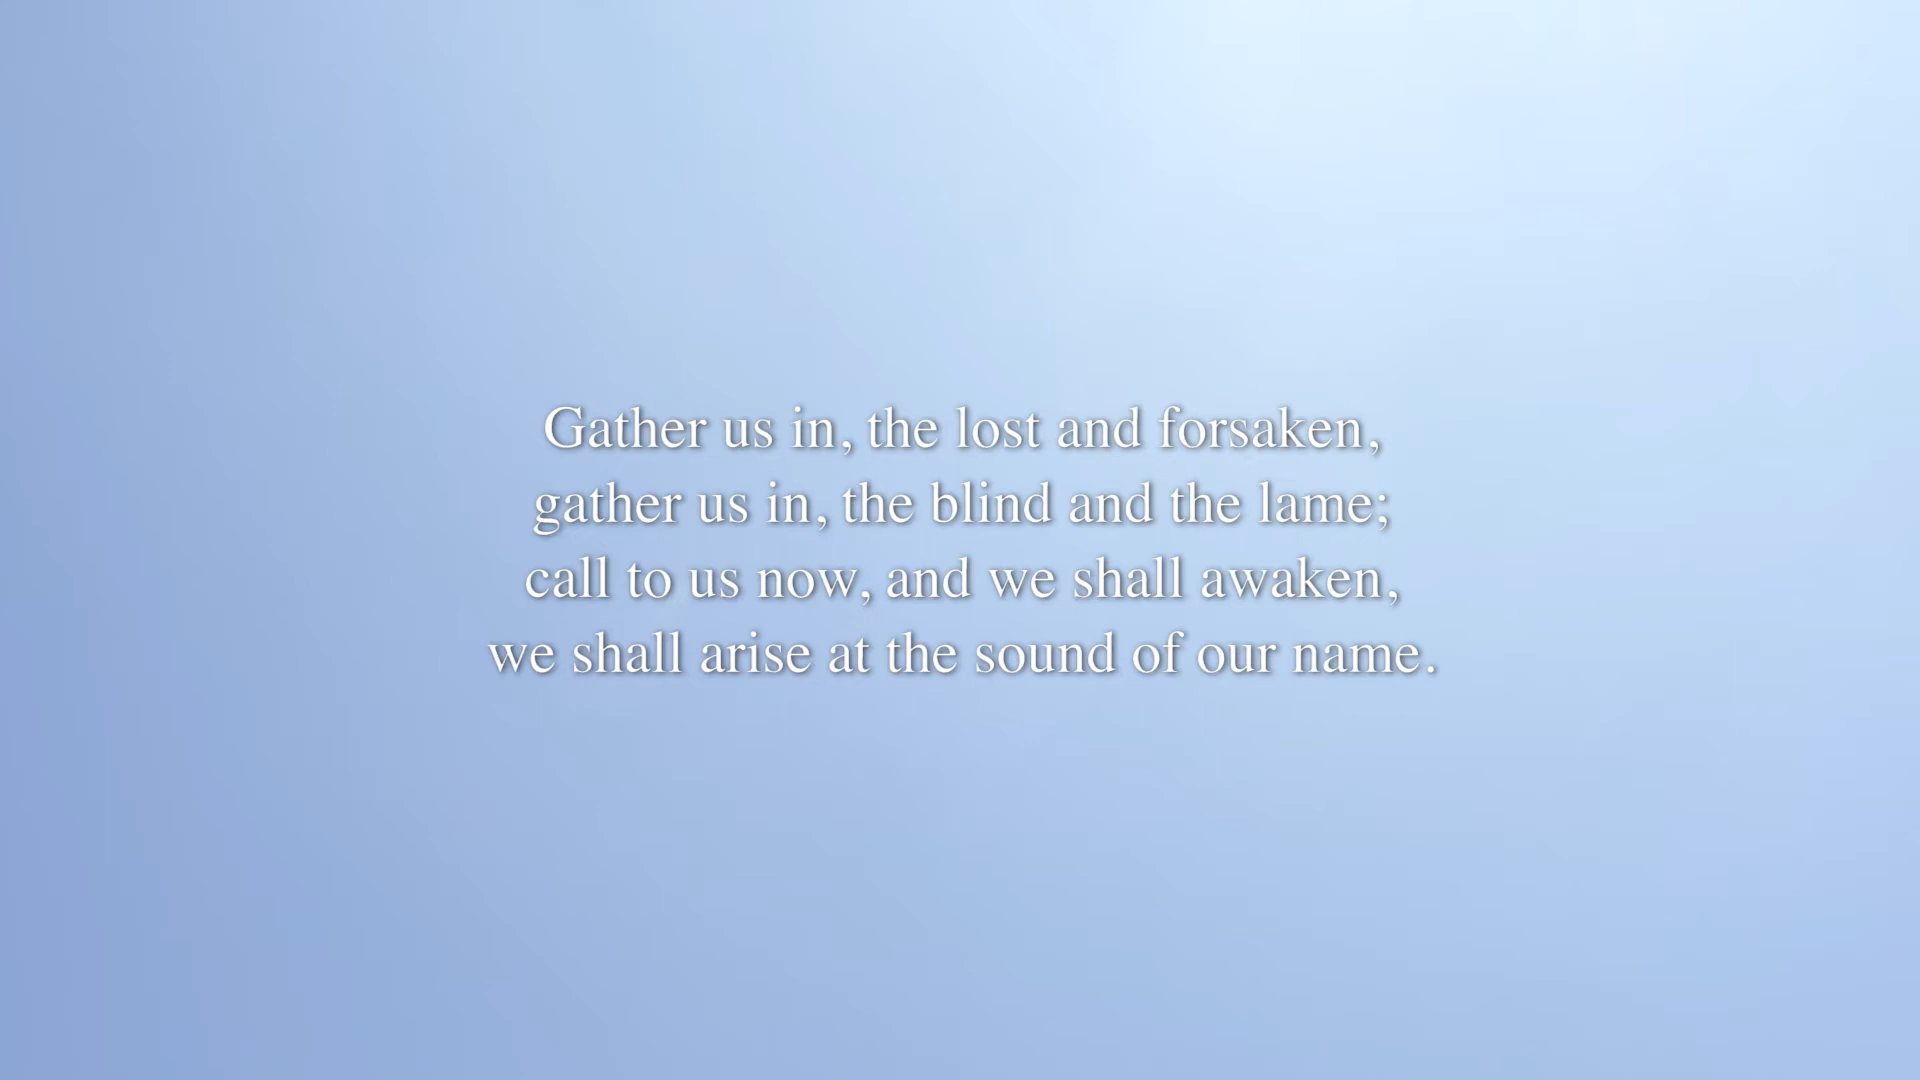 Gather us in, the lost and forsaken,
gather us in, the blind and the lame;
call to us now, and we shall awaken,
we shall arise at the sound of our name.